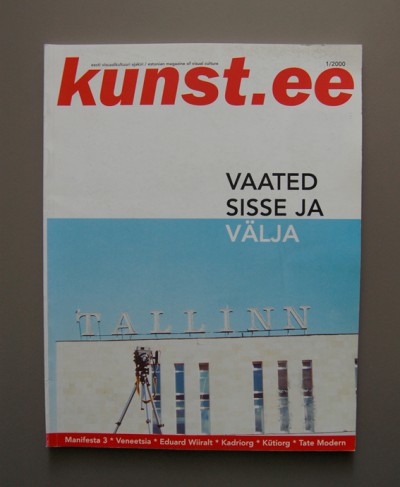 eesti visuaalkultuuri ajakiri / estonian magazine of visual culture
1/2000
kunst.ee
VAATED
SISSE JA
VÄLJA
TALLINN
Manifesta 3 * Veneetsia * Eduard Wiiralt * Kadriorg * Kütiorg * Tate Modern